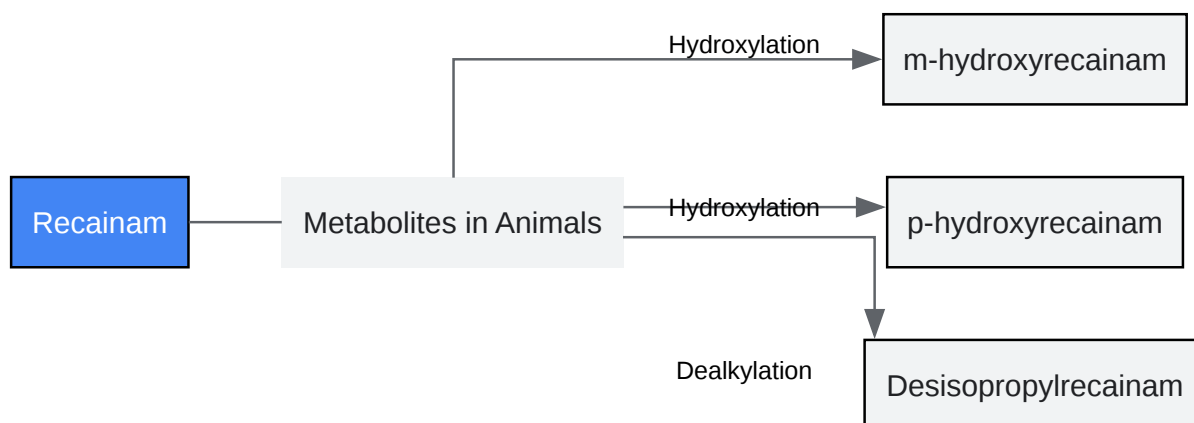 Hydroxylation
m-hydroxyrecainam
Recainam
Metabolites in Animals
Hydroxylation
p-hydroxyrecainam
Dealkylation
Desisopropylrecainam